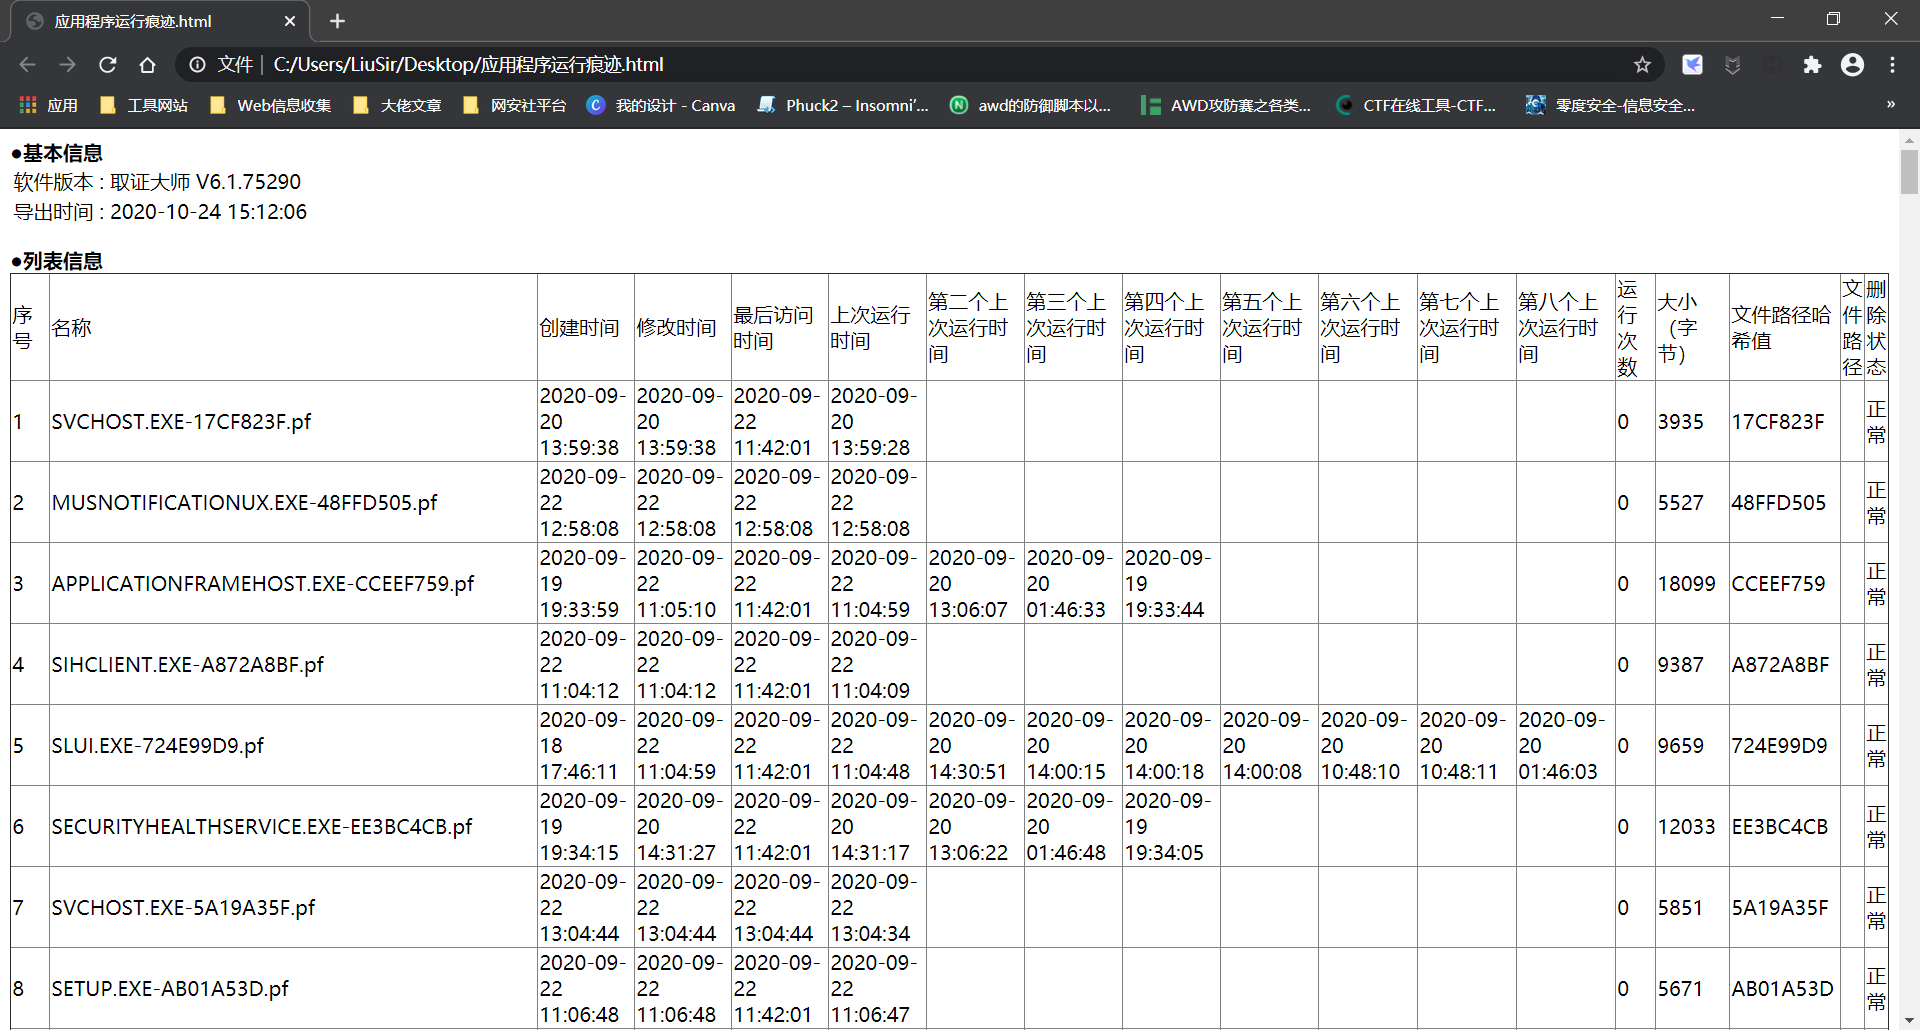 应用程序运行痕迹.html
文件 | C:/Users/LiuSir/Desktop/应用程序运行痕迹.html
应用 工具网站 Web信息收集 大佬文章 网安社平台 我的设计 - Canva Phuck2 – Insomni'... awd的防御脚本以... AWD攻防赛之各类... CTF在线工具-CTF... 零度安全-信息安全... »
●基本信息
软件版本 : 取证大师 V6.1.75290
导出时间 : 2020-10-24 15:12:06
●列表信息
序号 名称 创建时间 修改时间 最后访问时间 上次运行时间 第二个上次运行时间 第三个上次运行时间 第四个上次运行时间 第五个上次运行时间 第六个上次运行时间 第七个上次运行时间 第八个上次运行时间 运行次数 大小（字节） 文件路径哈希值 文件路径 删除状态
1 SVCHOST.EXE-17CF823F.pf 2020-09-20 13:59:38 2020-09-20 13:59:38 2020-09-22 11:42:01 2020-09-20 13:59:28 0 3935 17CF823F 正常
2 MUSNOTIFICATIONUX.EXE-48FFD505.pf 2020-09-22 12:58:08 2020-09-22 12:58:08 2020-09-22 12:58:08 2020-09-22 12:58:08 0 5527 48FFD505 正常
3 APPLICATIONFRAMEHOST.EXE-CCEEF759.pf 2020-09-19 19:33:59 2020-09-22 11:05:10 2020-09-22 11:42:01 2020-09-22 11:04:59 2020-09-20 13:06:07 2020-09-20 01:46:33 2020-09-19 19:33:44 0 18099 CCEEF759 正常
4 SIHCLIENT.EXE-A872A8BF.pf 2020-09-22 11:04:12 2020-09-22 11:04:12 2020-09-22 11:42:01 2020-09-22 11:04:09 0 9387 A872A8BF 正常
5 SLUI.EXE-724E99D9.pf 2020-09-18 17:46:11 2020-09-22 11:04:59 2020-09-22 11:42:01 2020-09-22 11:04:48 2020-09-20 14:30:51 2020-09-20 14:00:15 2020-09-20 14:00:18 2020-09-20 14:00:08 2020-09-20 10:48:10 2020-09-20 10:48:11 2020-09-20 01:46:03 0 9659 724E99D9 正常
6 SECURITYHEALTHSERVICE.EXE-EE3BC4CB.pf 2020-09-19 19:34:15 2020-09-20 14:31:27 2020-09-22 11:42:01 2020-09-20 14:31:17 2020-09-20 13:06:22 2020-09-20 01:46:48 2020-09-19 19:34:05 0 12033 EE3BC4CB 正常
7 SVCHOST.EXE-5A19A35F.pf 2020-09-22 13:04:44 2020-09-22 13:04:44 2020-09-22 13:04:44 2020-09-22 13:04:34 0 5851 5A19A35F 正常
8 SETUP.EXE-AB01A53D.pf 2020-09-22 11:06:48 2020-09-22 11:06:48 2020-09-22 11:42:01 2020-09-22 11:06:47 0 5671 AB01A53D 正常